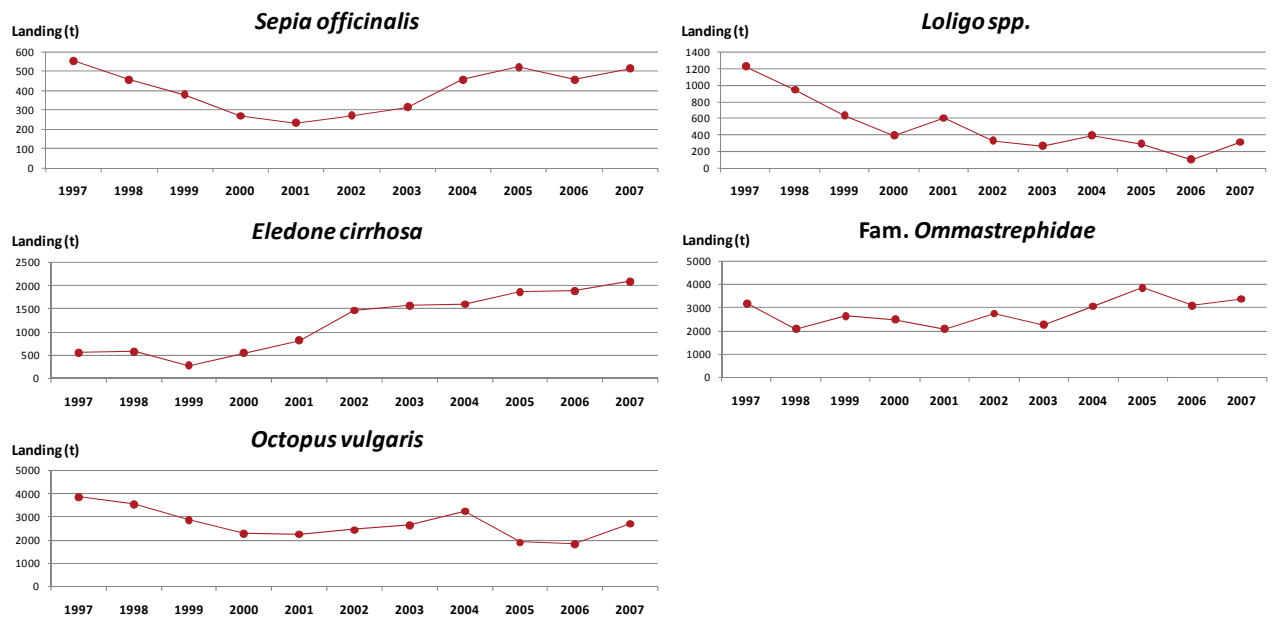 Sepia officinalis
Landing (t)
600
500
400
300
200
100
0
1997 1998 1999 2000 2001 2002 2003 2004 2005 2006 2007
Loligo spp.
Landing (t)
1400
1200
1000
800
600
400
200
0
1997 1998 1999 2000 2001 2002 2003 2004 2005 2006 2007
Eledone cirrhosa
Landing (t)
2500
2000
1500
1000
500
0
1997 1998 1999 2000 2001 2002 2003 2004 2005 2006 2007
Fam. Ommastrephidae
Landing (t)
5000
4000
3000
2000
1000
0
1997 1998 1999 2000 2001 2002 2003 2004 2005 2006 2007
Octopus vulgaris
Landing (t)
5000
4000
3000
2000
1000
0
1997 1998 1999 2000 2001 2002 2003 2004 2005 2006 2007